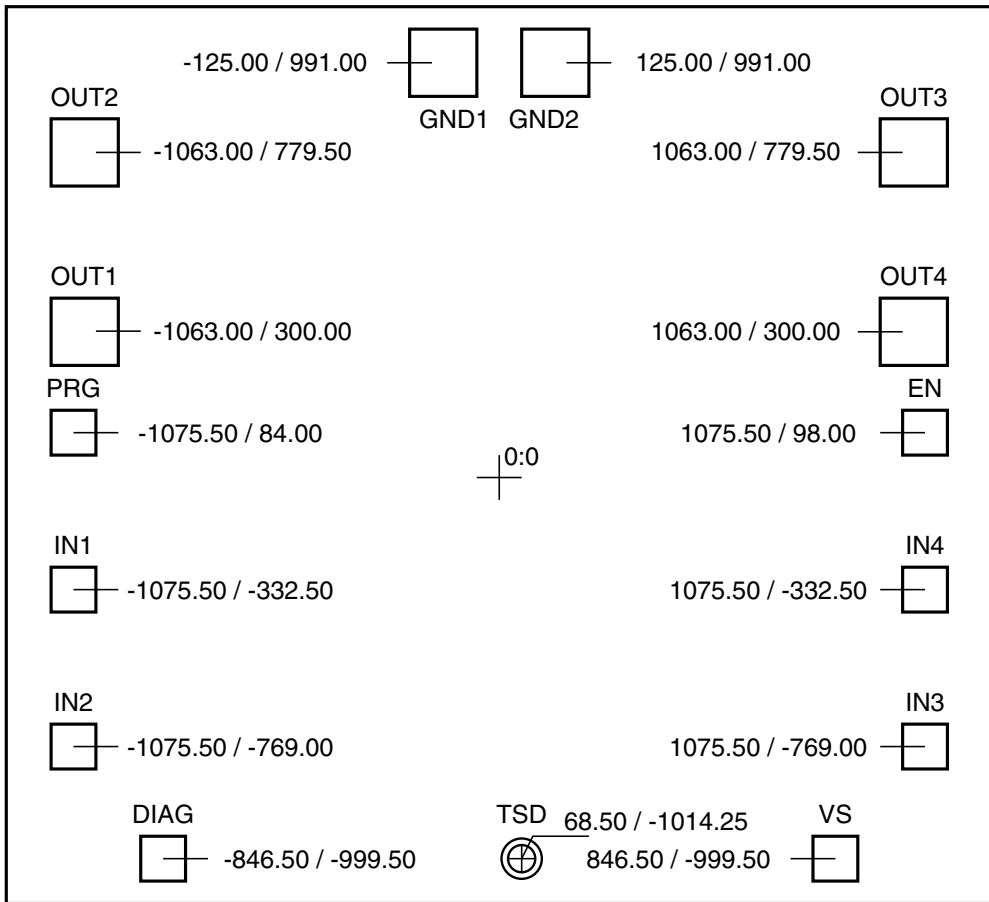 -125.00 / 991.00
125.00 / 991.00
OUT2
GND1
GND2
OUT3
-1063.00 / 779.50
1063.00 / 779.50
OUT1
OUT4
-1063.00 / 300.00
1063.00 / 300.00
PRG
EN
-1075.50 / 84.00
1075.50 / 98.00
0:0
IN1
IN4
-1075.50 / -332.50
1075.50 / -332.50
IN2
IN3
-1075.50 / -769.00
1075.50 / -769.00
DIAG
TSD
68.50 / -1014.25
VS
-846.50 / -999.50
846.50 / -999.50